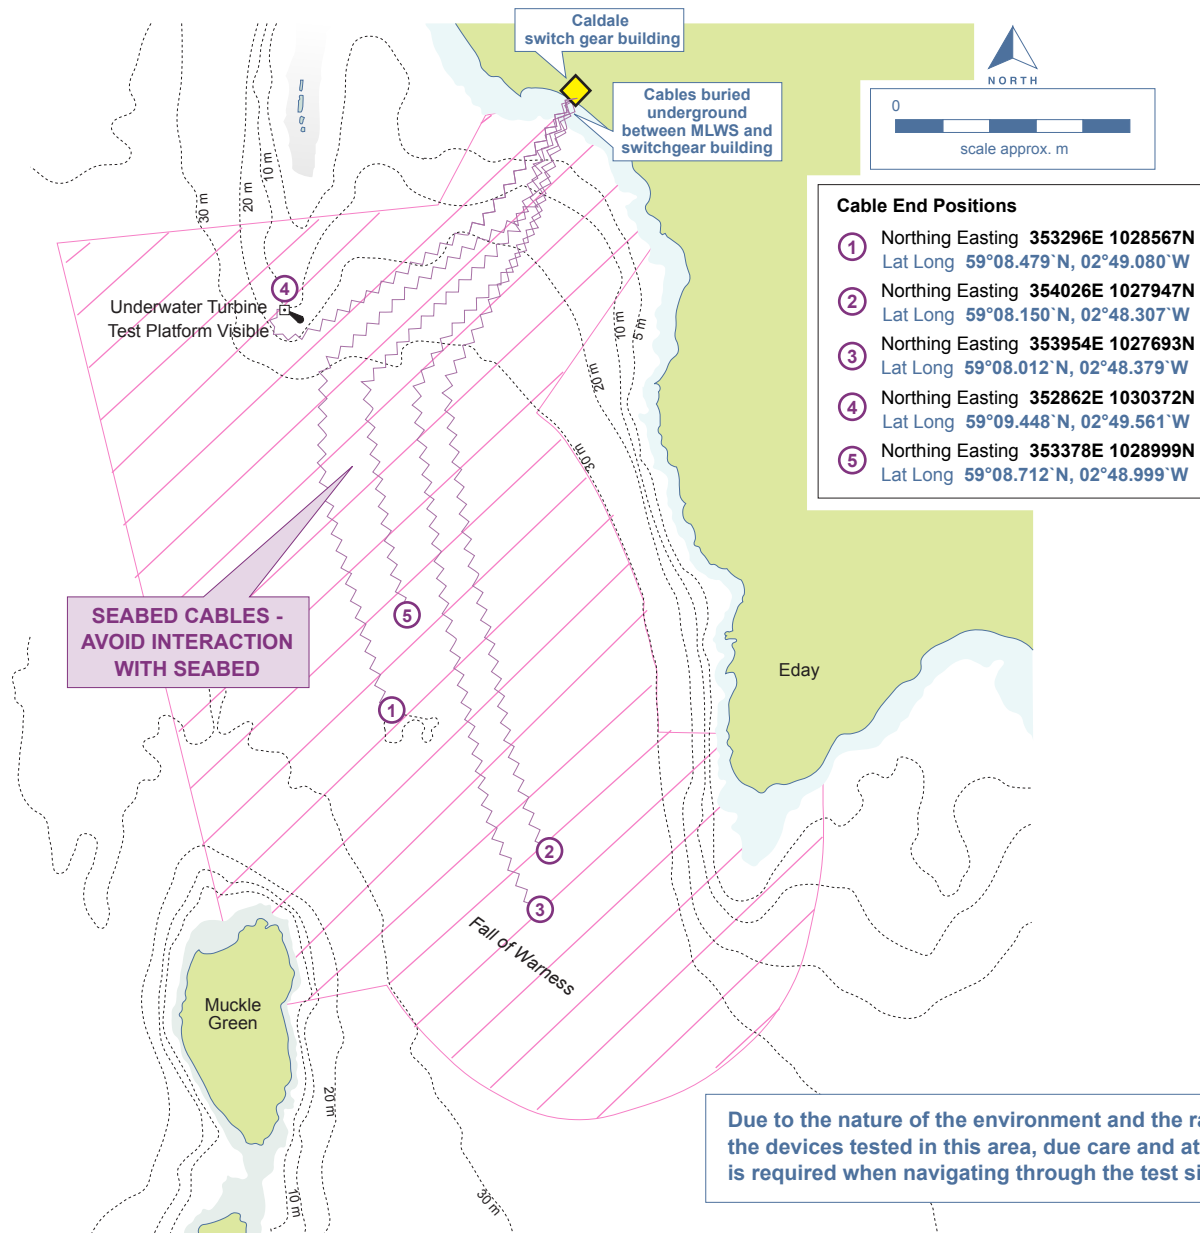 Caldale
switch gear building
NORTH
Cables buried
underground
between MLWS and
switchgear building
0
scale approx. m
Cable End Positions
1 Northing Easting 353296E 1028567N
Lat Long 59°08.479`N, 02°49.080`W
2 Northing Easting 354026E 1027947N
Lat Long 59°08.150`N, 02°48.307`W
3 Northing Easting 353954E 1027693N
Lat Long 59°08.012`N, 02°48.379`W
4 Northing Easting 352862E 1030372N
Lat Long 59°09.448`N, 02°49.561`W
5 Northing Easting 353378E 1028999N
Lat Long 59°08.712`N, 02°48.999`W
30 m
20 m
10 m
4
Underwater Turbine
Test Platform Visible
10 m
5 m
20 m
30 m
SEABED CABLES -
AVOID INTERACTION
WITH SEABED
5
1
Eday
2
3
Fall of Warness
Muckle
Green
20 m
10 m
30 m
Due to the nature of the environment and the
the devices tested in this area, due care and
is required when navigating through the test